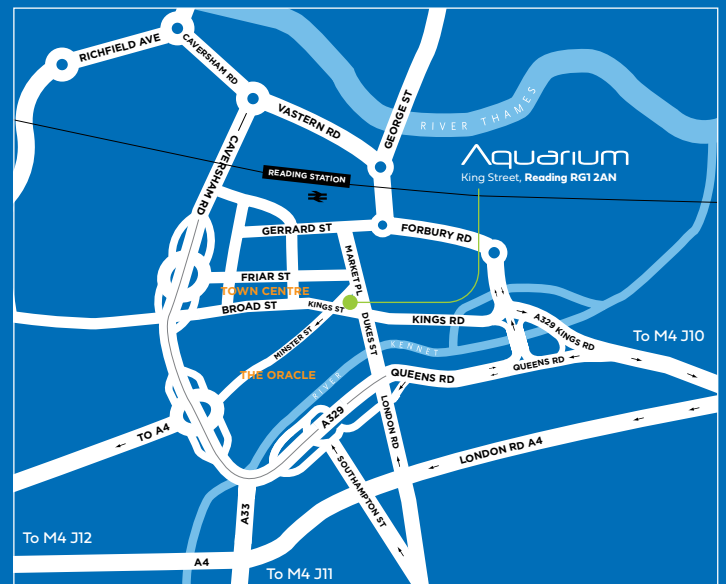 RICHFIELD AVE
CAVERSHAM RD
VASTERN RD
GEORGE ST
RIVER THAMES
Aquarium
King Street, Reading RG1 2AN
CAVERSHAM RD
READING STATION
GERRARD ST
FORBURY RD
MARKET PL
FRIAR ST
TOWN CENTRE
BROAD ST
KINGS ST
KINGS RD
A329 KINGS RD
To M4 J10
MINSTER ST
DUKES ST
KENNET
QUEENS RD
THE ORACLE
RIVER
QUEENS RD
A329
LONDON RD
TO A4
LONDON RD A4
SOUTHAMPTON ST
A33
To M4 J12
A4
To M4 J11